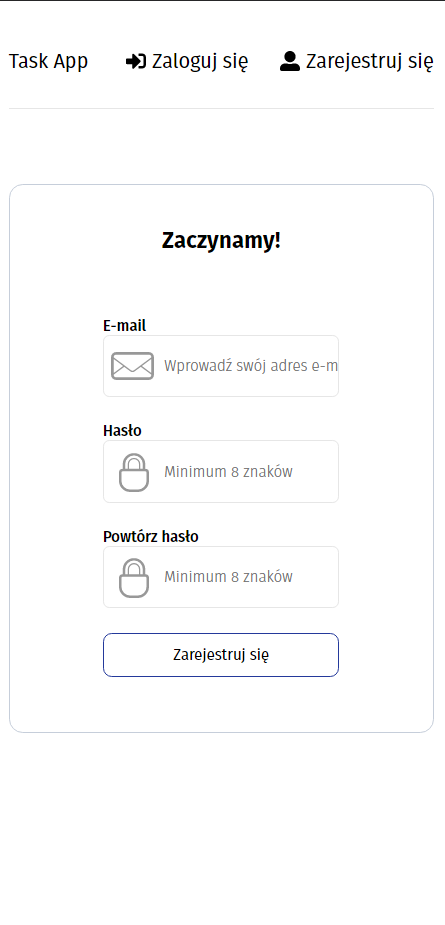 Task App Zaloguj się Zarejestruj się
Zaczynamy!
E-mail
Wprowadź swój adres e-m
Hasło
Minimum 8 znaków
Powtórz hasło
Minimum 8 znaków
Zarejestruj się